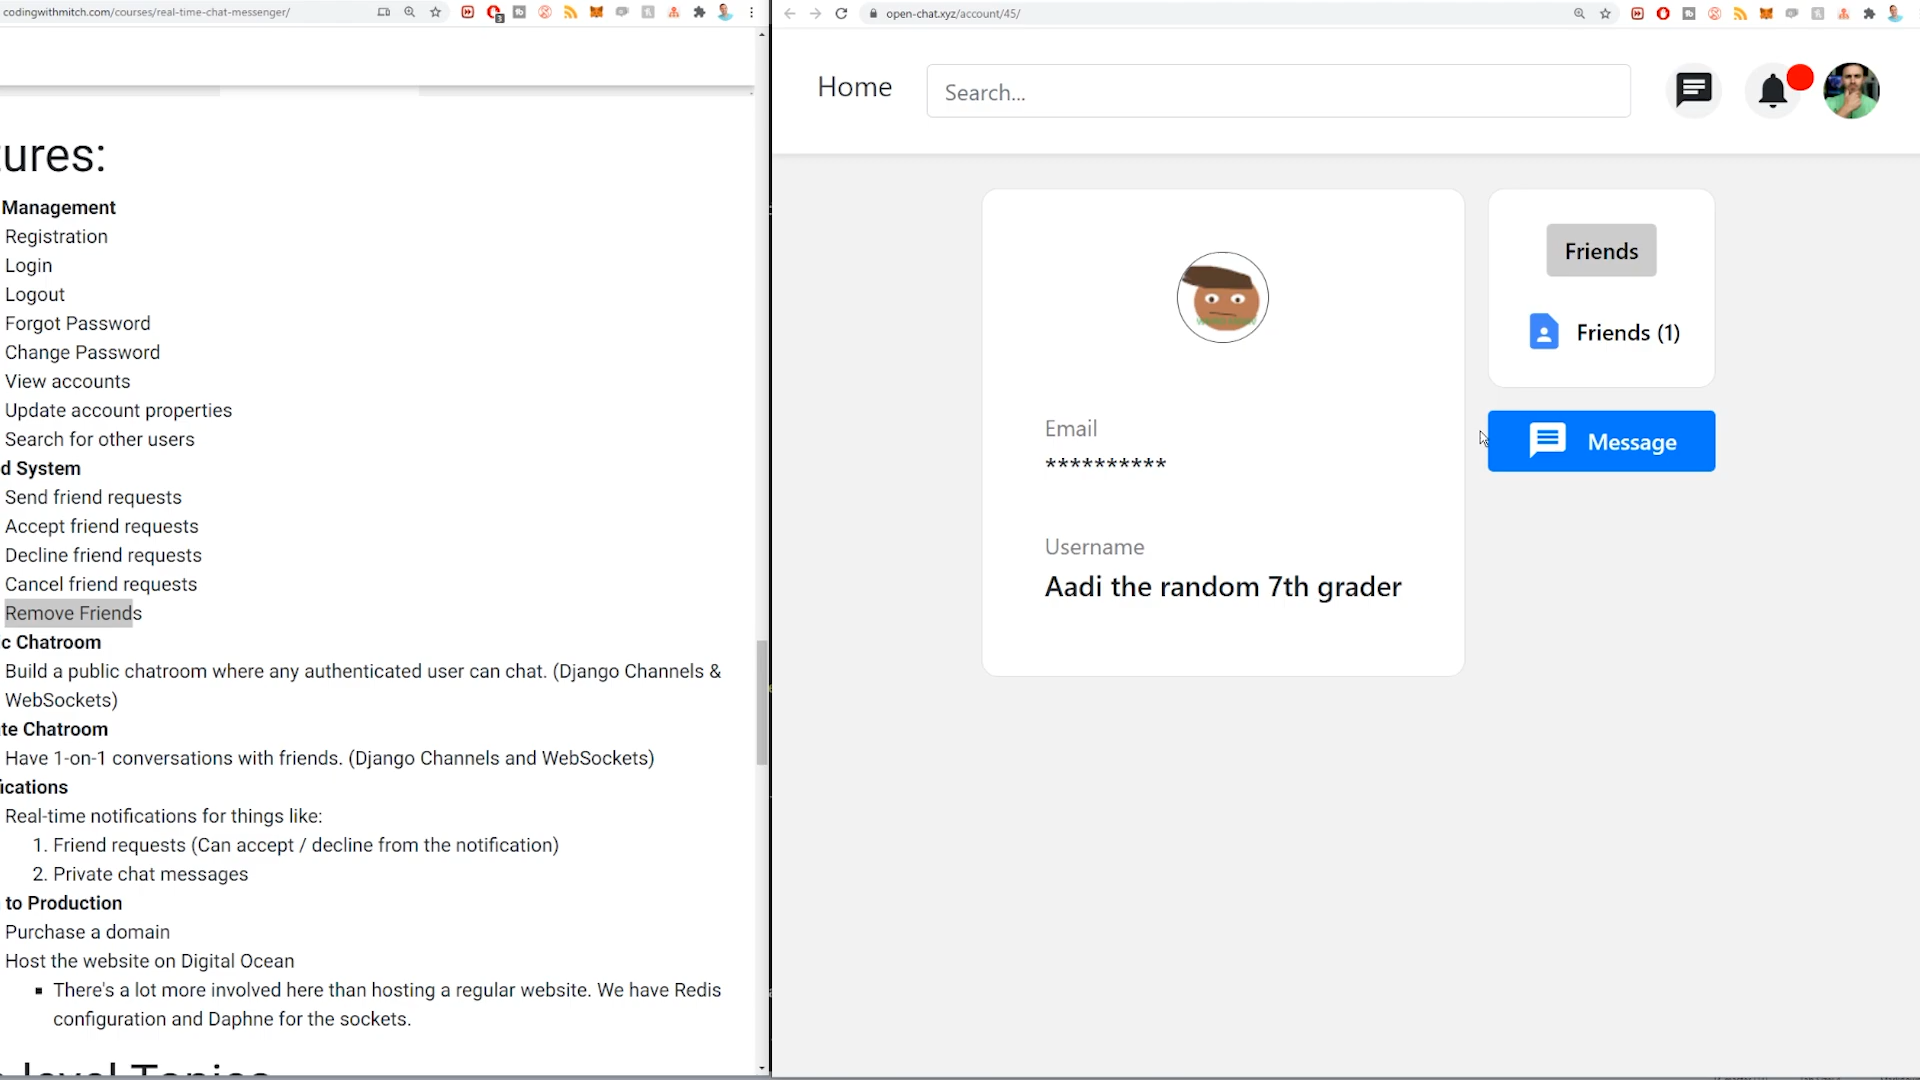 codingwithmitch.com/courses/real-time-chat-messenger/
3
ures:
Management
Registration
Login
Logout
Forgot Password
Change Password
View accounts
Update account properties
Search for other users
d System
Send friend requests
Accept friend requests
Decline friend requests
Cancel friend requests
Remove Friends
c Chatroom
Build a public chatroom where any authenticated user can chat. (Django Channels &
WebSockets)
te Chatroom
Have 1-on-1 conversations with friends. (Django Channels and WebSockets)
ications
Real-time notifications for things like:
1. Friend requests (Can accept / decline from the notification)
2. Private chat messages
to Production
Purchase a domain
Host the website on Digital Ocean
▪ There's a lot more involved here than hosting a regular website. We have Redis
configuration and Daphne for the sockets.
open-chat.xyz/account/45/
Home
Search...
Friends
Friends (1)
Message
Email
**********
Username
Aadi the random 7th grader